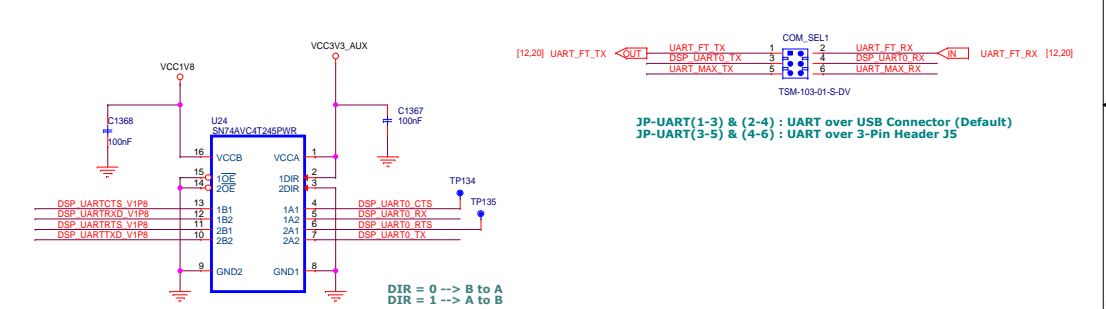 COM_SEL1
[12,20] UART_FT_TX OUT UART_FT_TX 1 2 UART_FT_RX IN UART_FT_RX [12,20]
DSP_UART0_TX 3 4 DSP_UART0_RX
UART_MAX_TX 5 6 UART_MAX_RX
TSM-103-01-S-DV
VCC3V3_AUX
VCC1V8
C1368
100nF
U24
SN74AVC4T245PWR
C1367
100nF
JP-UART(1-3) & (2-4) : UART over USB Connector (Default)
JP-UART(3-5) & (4-6) : UART over 3-Pin Header J5
16 VCCB VCCA 1
15 1OE 1DIR 2
14 2OE 2DIR 3
TP134
TP135
DSP_UARTCTS_V1P8 13 1B1 1A1 4 DSP_UART0_CTS
DSP_UARTRXD_V1P8 12 1B2 1A2 5 DSP_UART0_RX
DSP_UARTRTS_V1P8 11 2B1 2A1 6 DSP_UART0_RTS
DSP_UARTTXD_V1P8 10 2B2 2A2 7 DSP_UART0_TX
9 GND2 GND1 8
DIR = 0 --> B to A
DIR = 1 --> A to B